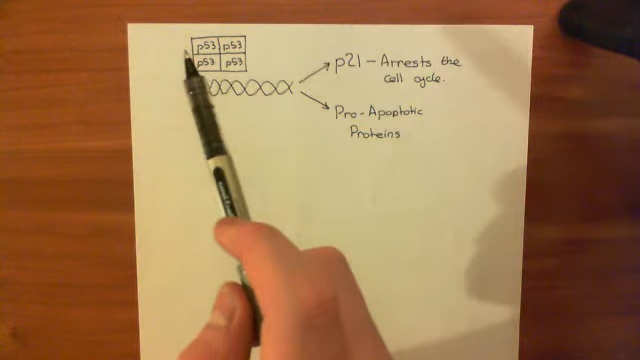 p53 p53
p53 p53
p21 - Arrests the
cell cycle.
Pro-Apoptotic
Proteins